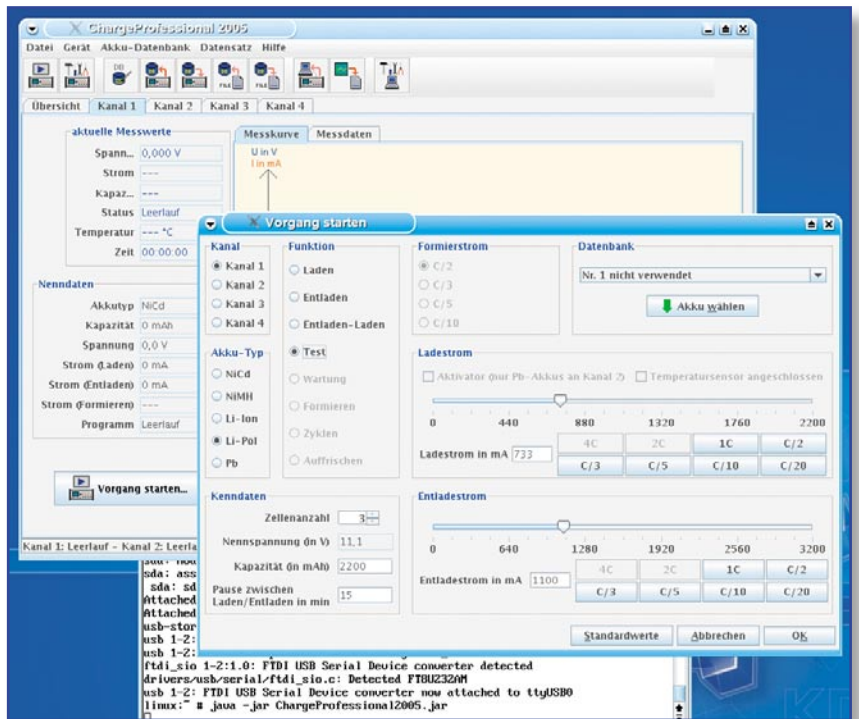 ChargeProfessional 2005
Datei Gerät Akku-Datenbank Datensatz Hilfe
DB
FILE FILE
Übersicht Kanal 1 Kanal 2 Kanal 3 Kanal 4
aktuelle Messwerte
Spann... 0,000 V
Strom ---
Kapaz... ---
Status Leerlauf
Temperatur --- °C
Zeit 00:00:00
Messkurve Messdaten
U in V
I in mA
Nenndaten
Akkutyp NiCd
Kapazität 0 mAh
Spannung 0,0 V
Strom (Laden) 0 mA
Strom (Entladen) 0 mA
Strom (Formieren) ---
Programm Leerlauf
Vorgang starten...
Kanal 1: Leerlauf - Kanal 2: Leerla
Vorgang starten
Kanal
Kanal 1
Kanal 2
Kanal 3
Kanal 4
Akku-Typ
NiCd
NiMH
Li-Ion
Li-Pol
Pb
Funktion
Laden
Entladen
Entladen-Laden
Test
Wartung
Formieren
Zyklen
Auffrischen
Formierstrom
C/2
C/3
C/5
C/10
Datenbank
Nr. 1 nicht verwendet
Akku wählen
Ladestrom
Aktivator (nur Pb-Akkus an Kanal 2) Temperatursensor angeschlossen
0 440 880 1320 1760 2200
Ladestrom in mA 733
4C 2C 1C C/2
C/3 C/5 C/10 C/20
Kenndaten
Zellenanzahl 3
Nennspannung (in V) 11,1
Kapazität (in mAh) 2200
Pause zwischen
Laden/Entladen in min 15
Entladestrom
0 640 1280 1920 2560 3200
Entladestrom in mA 1100
4C 2C 1C C/2
C/3 C/5 C/10 C/20
Standardwerte Abbrechen OK
sda: ass
sda: sd
Attached
Attached
usb-stor
usb 1-2:
usb 1-2:
ftdi_sio 1-2:1.0: FTDI USB Serial Device converter detected
drivers/usb/serial/ftdi_sio.c: Detected FT8U232AM
usb 1-2: FTDI USB Serial Device converter now attached to ttyUSB0
linux:~ # java -jar ChargeProfessional2005.jar